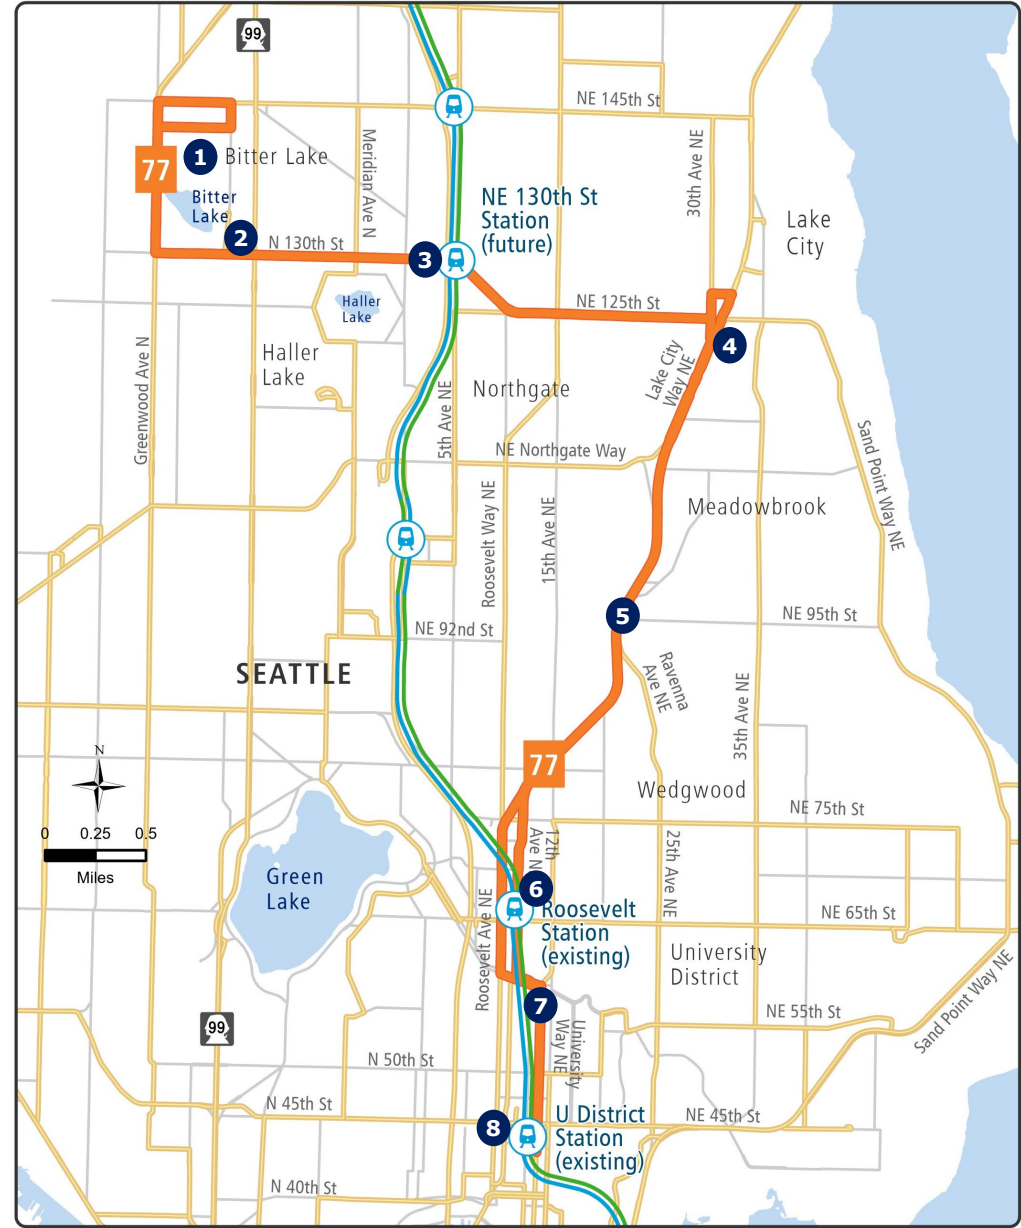 99
NE 145th St
1
Bitter Lake
77
Meridian Ave N
30th Ave NE
Bitter
Lake
NE 130th St
Station
(future)
Lake
City
2
N 130th St
3
Haller
Lake
NE 125th St
4
Haller
Lake
Greenwood Ave N
Lake City
Way NE
Northgate
5th Ave NE
NE Northgate Way
Sand Point Way NE
Roosevelt Way NE
15th Ave NE
Meadowbrook
5
NE 95th St
NE 92nd St
SEATTLE
Ravenna
Ave NE
35th Ave NE
N
77
Wedgwood
NE 75th St
0 0.25 0.5
Miles
12th
Ave N
25th Ave NE
Green
Lake
6
Roosevelt
Station
(existing)
Roosevelt Ave NE
NE 65th St
University
District
Sand Point Way NE
7
NE 55th St
99
University
Way NE
N 50th St
N 45th St
8
U District
Station
(existing)
NE 45th St
N 40th St